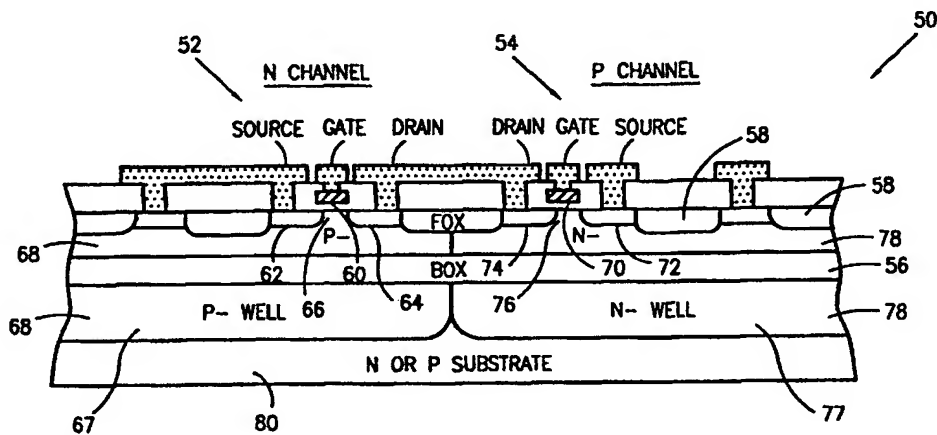 50
52
54
N CHANNEL
P CHANNEL
SOURCE GATE DRAIN
DRAIN GATE SOURCE
58
58
68
P-
FOX
N-
78
62
66
60
64
74
76
70
72
BOX
56
68
P- WELL
N- WELL
78
N OR P SUBSTRATE
67
80
77